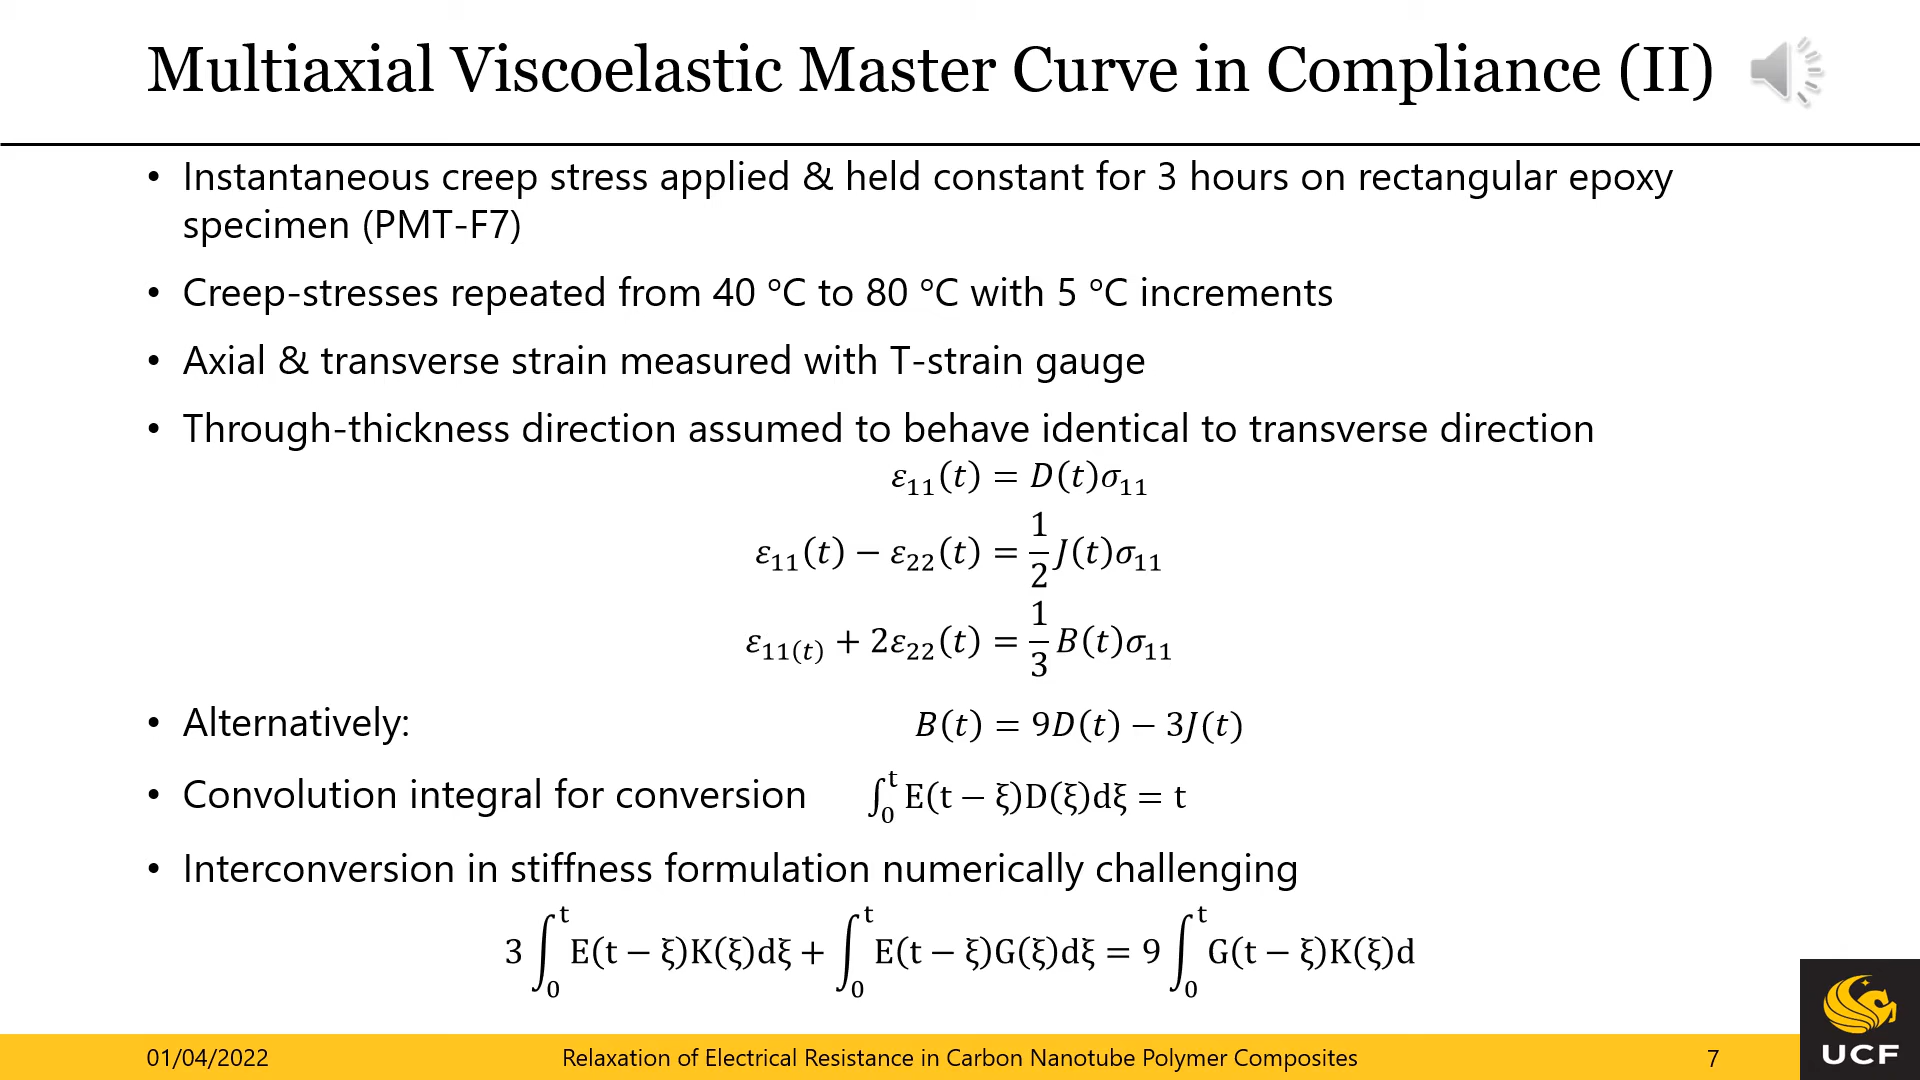 Multiaxial Viscoelastic Master Curve in Compliance (II)
• Instantaneous creep stress applied & held constant for 3 hours on rectangular epoxy
specimen (PMT-F7)
• Creep-stresses repeated from 40 °C to 80 °C with 5 °C increments
• Axial & transverse strain measured with T-strain gauge
• Through-thickness direction assumed to behave identical to transverse direction
ε₁₁(t) = D(t)σ₁₁
ε₁₁(t) − ε₂₂(t) = 1/2 J(t)σ₁₁
ε₁₁₍t₎ + 2ε₂₂(t) = 1/3 B(t)σ₁₁
• Alternatively: B(t) = 9D(t) − 3J(t)
• Convolution integral for conversion ∫₀ᵗ E(t − ξ)D(ξ)dξ = t
• Interconversion in stiffness formulation numerically challenging
3 ∫₀ᵗ E(t − ξ)K(ξ)dξ + ∫₀ᵗ E(t − ξ)G(ξ)dξ = 9 ∫₀ᵗ G(t − ξ)K(ξ)d
01/04/2022 Relaxation of Electrical Resistance in Carbon Nanotube Polymer Composites 7
UCF